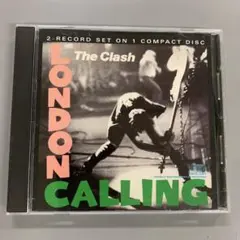 2-RECORD SET ON 1 COMPACT DISC
The Clash
LONDON
CALLING